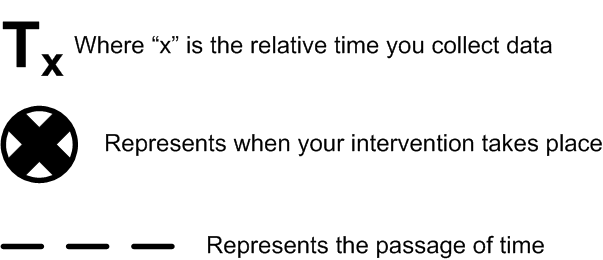 Tx Where “x” is the relative time you collect data
Represents when your intervention takes place
Represents the passage of time